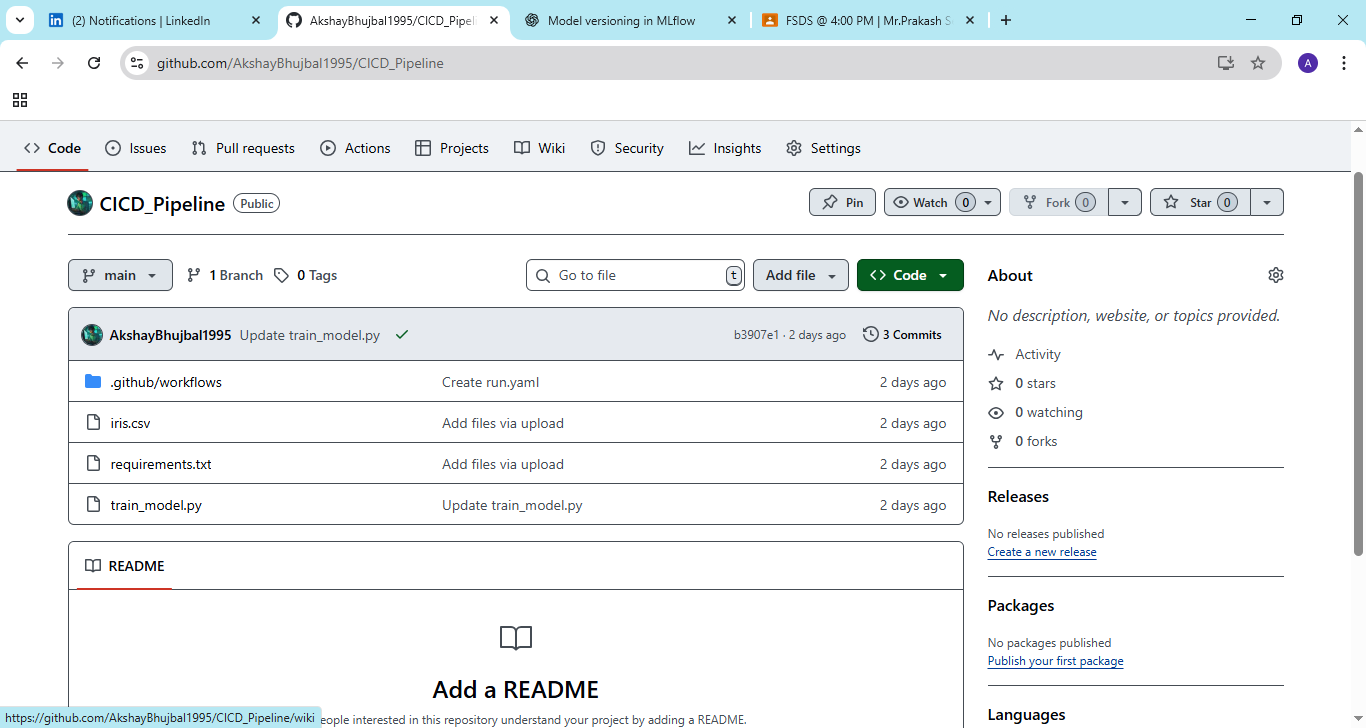 (2) Notifications | LinkedIn
AkshayBhujbal1995/CICD_Pipeli
Model versioning in MLflow
FSDS @ 4:00 PM | Mr.Prakash S
github.com/AkshayBhujbal1995/CICD_Pipeline
A
Code Issues Pull requests Actions Projects Wiki Security Insights Settings
CICD_Pipeline Public Pin Watch 0 Fork 0 Star 0
main 1 Branch 0 Tags Go to file t Add file Code
AkshayBhujbal1995 Update train_model.py b3907e1 · 2 days ago 3 Commits
.github/workflows Create run.yaml 2 days ago
iris.csv Add files via upload 2 days ago
requirements.txt Add files via upload 2 days ago
train_model.py Update train_model.py 2 days ago
README
Add a README
eople interested in this repository understand your project by adding a README.
About
No description, website, or topics provided.
Activity
0 stars
0 watching
0 forks
Releases
No releases published
Create a new release
Packages
No packages published
Publish your first package
Languages
https://github.com/AkshayBhujbal1995/CICD_Pipeline/wiki